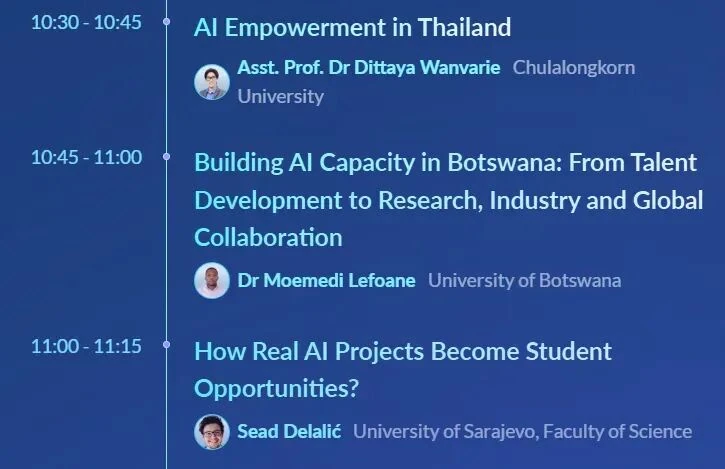 10:30 - 10:45
AI Empowerment in Thailand
Asst. Prof. Dr Dittaya Wanvarie Chulalongkorn
University
10:45 - 11:00
Building AI Capacity in Botswana: From Talent
Development to Research, Industry and Global
Collaboration
Dr Moemedi Lefoane University of Botswana
11:00 - 11:15
How Real AI Projects Become Student
Opportunities?
Sead Delalić University of Sarajevo, Faculty of Science